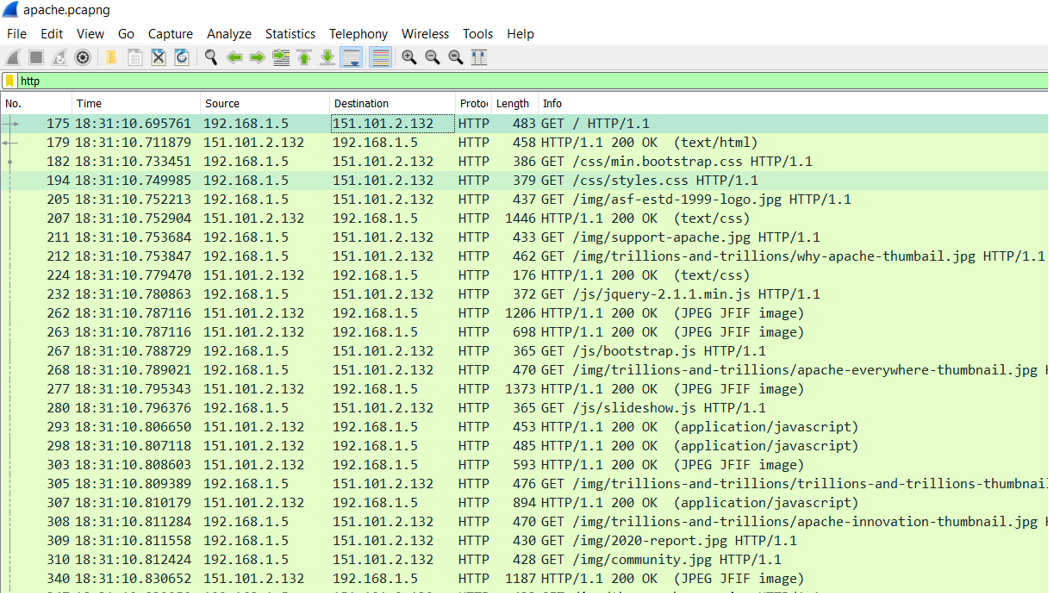 apache.pcapng
File Edit View Go Capture Analyze Statistics Telephony Wireless Tools Help
http
No. Time Source Destination Protoc Length Info
175 18:31:10.695761 192.168.1.5 151.101.2.132 HTTP 483 GET / HTTP/1.1
179 18:31:10.711879 151.101.2.132 192.168.1.5 HTTP 458 HTTP/1.1 200 OK (text/html)
182 18:31:10.733451 192.168.1.5 151.101.2.132 HTTP 386 GET /css/min.bootstrap.css HTTP/1.1
194 18:31:10.749985 192.168.1.5 151.101.2.132 HTTP 379 GET /css/styles.css HTTP/1.1
205 18:31:10.752213 192.168.1.5 151.101.2.132 HTTP 437 GET /img/asf-estd-1999-logo.jpg HTTP/1.1
207 18:31:10.752904 151.101.2.132 192.168.1.5 HTTP 1446 HTTP/1.1 200 OK (text/css)
211 18:31:10.753684 192.168.1.5 151.101.2.132 HTTP 433 GET /img/support-apache.jpg HTTP/1.1
212 18:31:10.753847 192.168.1.5 151.101.2.132 HTTP 462 GET /img/trillions-and-trillions/why-apache-thumbail.jpg HTTP/1.1
224 18:31:10.779470 151.101.2.132 192.168.1.5 HTTP 176 HTTP/1.1 200 OK (text/css)
232 18:31:10.780863 192.168.1.5 151.101.2.132 HTTP 372 GET /js/jquery-2.1.1.min.js HTTP/1.1
262 18:31:10.787116 151.101.2.132 192.168.1.5 HTTP 1206 HTTP/1.1 200 OK (JPEG JFIF image)
263 18:31:10.787116 151.101.2.132 192.168.1.5 HTTP 698 HTTP/1.1 200 OK (JPEG JFIF image)
267 18:31:10.788729 192.168.1.5 151.101.2.132 HTTP 365 GET /js/bootstrap.js HTTP/1.1
268 18:31:10.789021 192.168.1.5 151.101.2.132 HTTP 470 GET /img/trillions-and-trillions/apache-everywhere-thumbnail.jpg
277 18:31:10.795343 151.101.2.132 192.168.1.5 HTTP 1373 HTTP/1.1 200 OK (JPEG JFIF image)
280 18:31:10.796376 192.168.1.5 151.101.2.132 HTTP 365 GET /js/slideshow.js HTTP/1.1
293 18:31:10.806650 151.101.2.132 192.168.1.5 HTTP 453 HTTP/1.1 200 OK (application/javascript)
298 18:31:10.807118 151.101.2.132 192.168.1.5 HTTP 485 HTTP/1.1 200 OK (application/javascript)
303 18:31:10.808603 151.101.2.132 192.168.1.5 HTTP 593 HTTP/1.1 200 OK (JPEG JFIF image)
305 18:31:10.809389 192.168.1.5 151.101.2.132 HTTP 476 GET /img/trillions-and-trillions/trillions-and-trillions-thumbnail
307 18:31:10.810179 151.101.2.132 192.168.1.5 HTTP 894 HTTP/1.1 200 OK (application/javascript)
308 18:31:10.811284 192.168.1.5 151.101.2.132 HTTP 470 GET /img/trillions-and-trillions/apache-innovation-thumbnail.jpg
309 18:31:10.811558 192.168.1.5 151.101.2.132 HTTP 430 GET /img/2020-report.jpg HTTP/1.1
310 18:31:10.812424 192.168.1.5 151.101.2.132 HTTP 428 GET /img/community.jpg HTTP/1.1
340 18:31:10.830652 151.101.2.132 192.168.1.5 HTTP 1187 HTTP/1.1 200 OK (JPEG JFIF image)